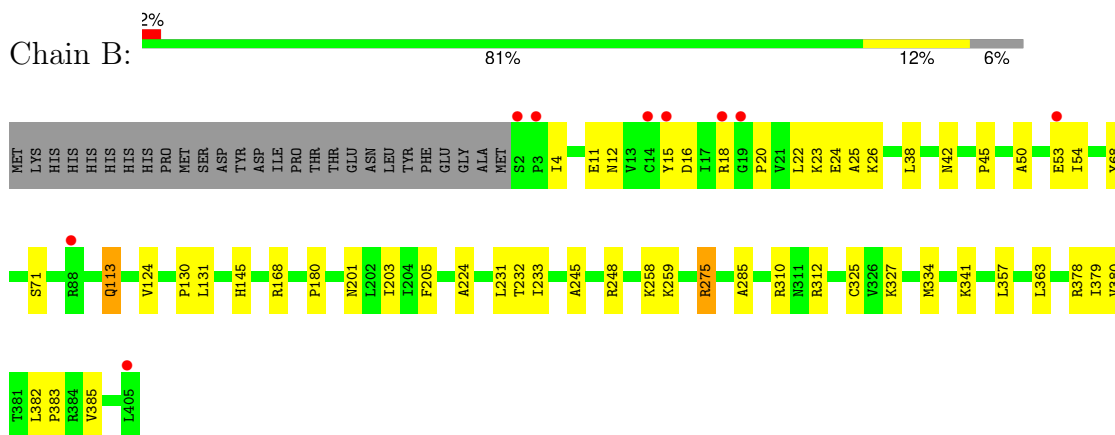 2%
Chain B:
81% 12% 6%
MET LYS HIS HIS HIS HIS HIS HIS PRO MET SER ASP TYR ASP ILE PRO THR THR GLU ASN LEU TYR PHE GLU GLY ALA MET S2 P3 I4 E11 N12 V13 C14 Y15 D16 I17 R18 G19 P20 V21 L22 K23 E24 A25 K26 L38 N42 P45 A50 E53 I54 Y68
S71 R88 Q113 V124 P130 L131 H145 R168 P180 N201 L202 I203 I204 F205 A224 L231 T232 I233 A245 R248 K258 K259 R275 A285 R310 N311 R312 C325 V326 K327 M334 K341 L357 L363 R378 I379 V380
T381 L382 P383 R384 V385 L405